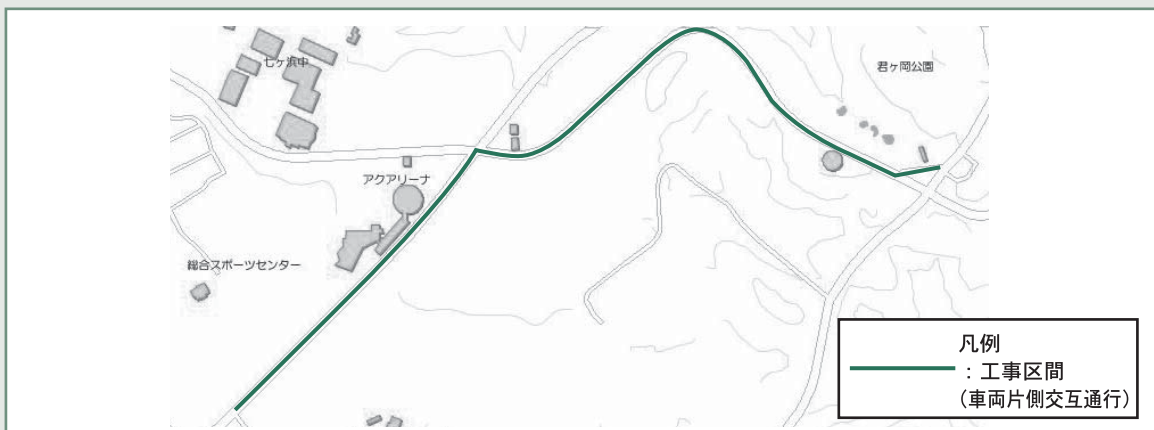 七ヶ浜中
君ヶ岡公園
アクアリーナ
総合スポーツセンター
凡例
：工事区間
(車両片側交互通行)